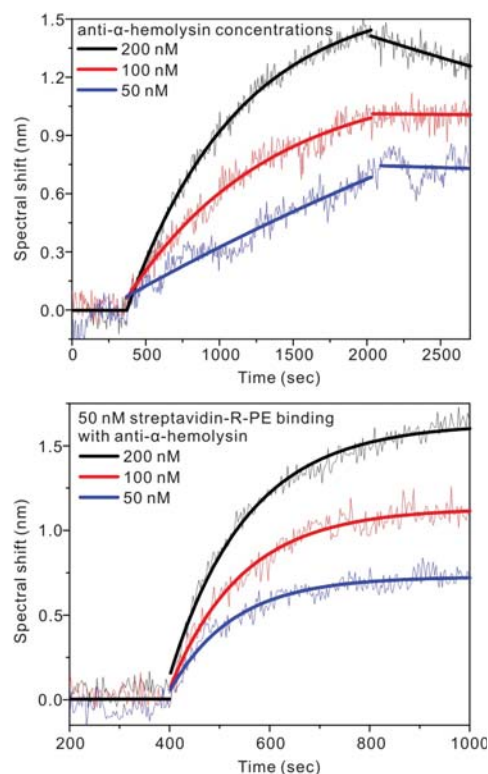 anti-α-hemolysin concentrations
200 nM
100 nM
50 nM
1.5
1.2
0.9
0.6
0.3
0.0
Spectral shift (nm)
0 500 1000 1500 2000 2500
Time (sec)
50 nM streptavidin-R-PE binding
with anti-α-hemolysin
200 nM
100 nM
50 nM
1.5
1.0
0.5
0.0
Spectral shift (nm)
200 400 600 800 1000
Time (sec)